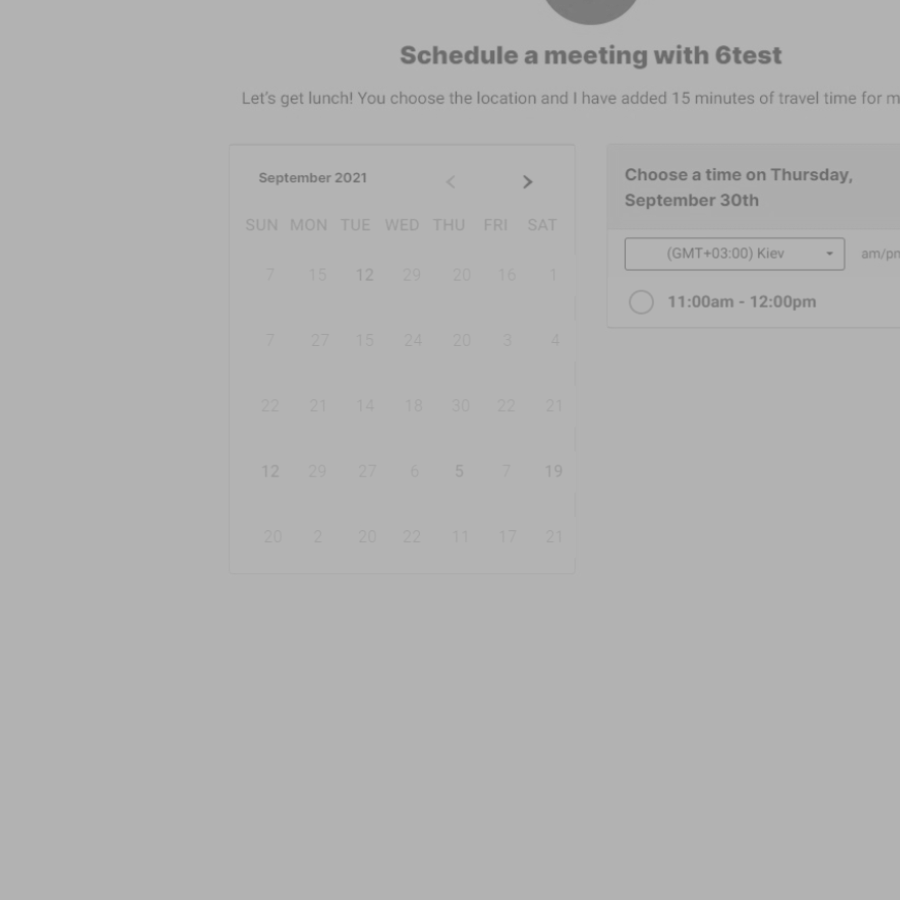 Schedule a meeting with 6test
Let's get lunch! You choose the location and I have added 15 minutes of travel time for m
September 2021
SUN MON TUE WED THU FRI SAT
7 15 12 29 20 16 1
7 27 15 24 20 3 4
22 21 14 18 30 22 21
12 29 27 6 5 7 19
20 2 20 22 11 17 21
Choose a time on Thursday,
September 30th
(GMT+03:00) Kiev am/pm
11:00am - 12:00pm